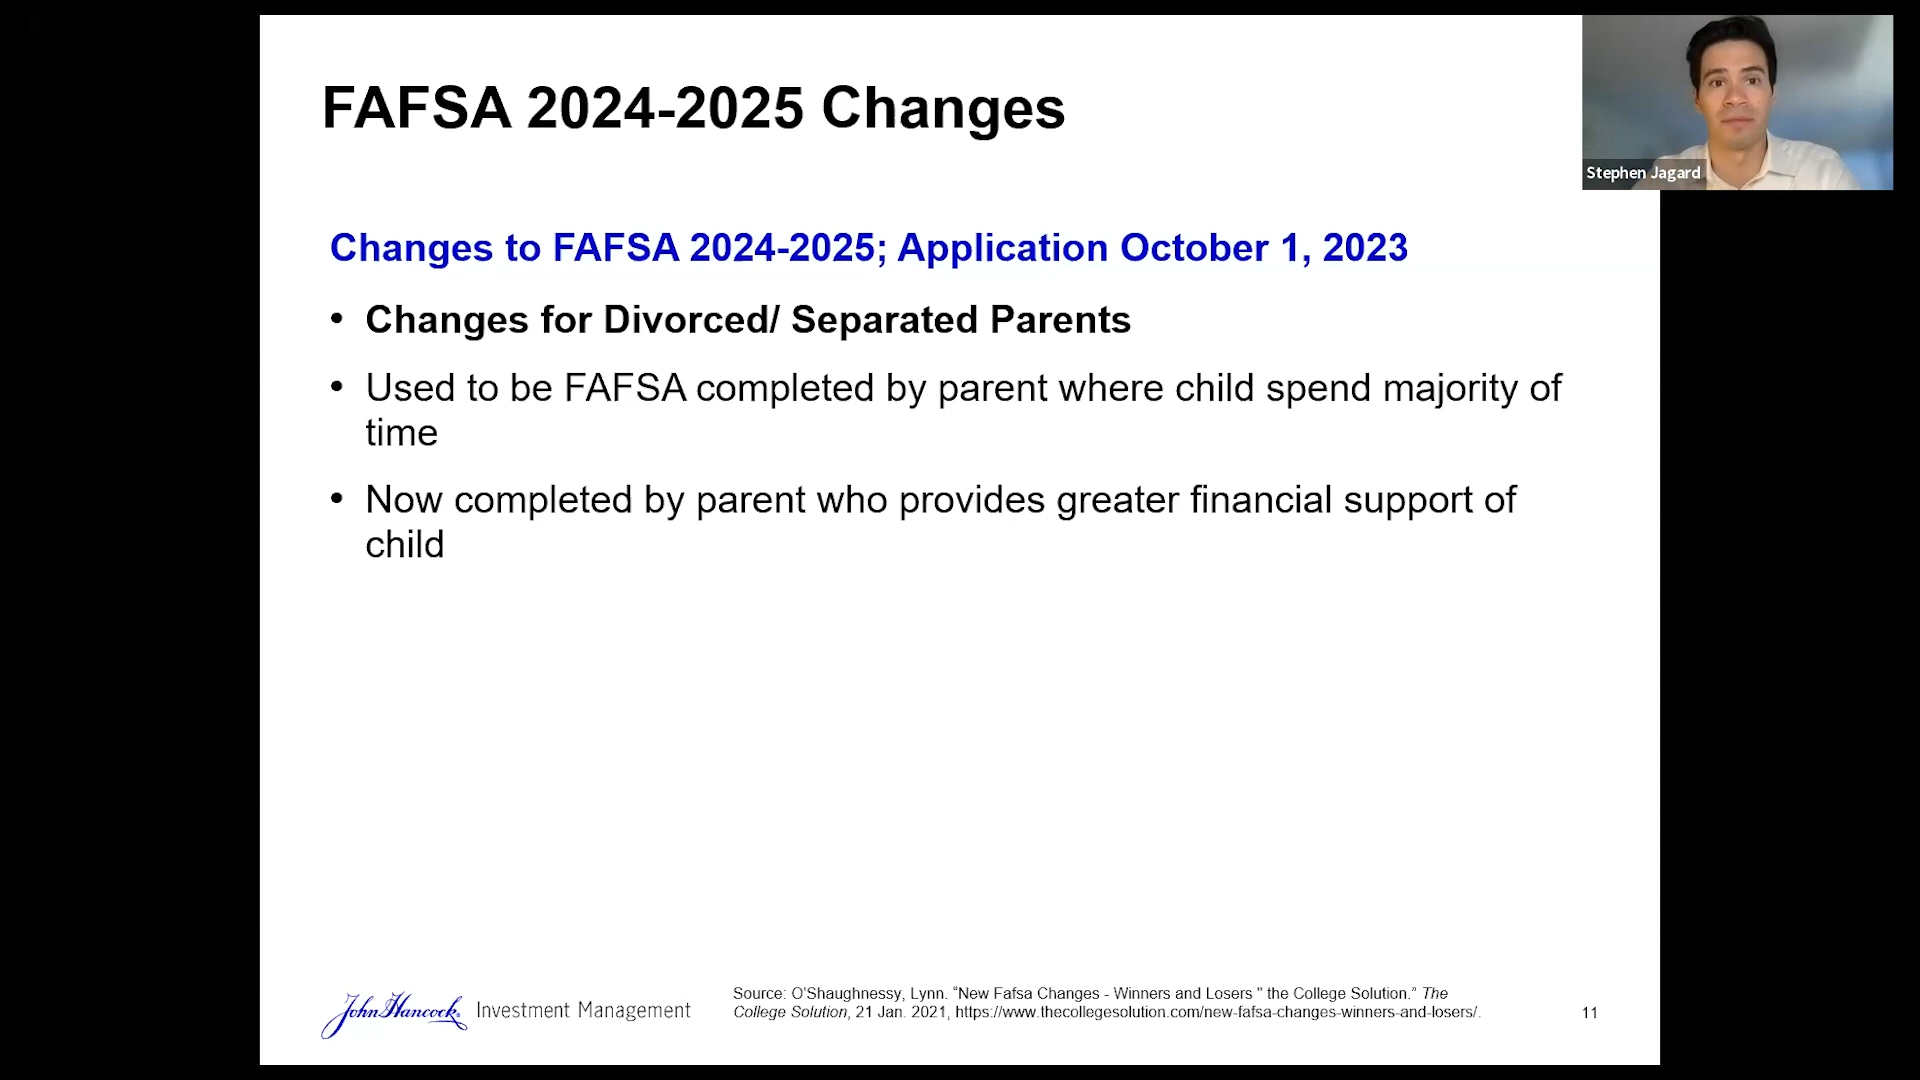 FAFSA 2024-2025 Changes
Stephen Jagard
Changes to FAFSA 2024-2025; Application October 1, 2023
• Changes for Divorced/ Separated Parents
• Used to be FAFSA completed by parent where child spend majority of
time
• Now completed by parent who provides greater financial support of
child
John Hancock. Investment Management
Source: O'Shaughnessy, Lynn. “New Fafsa Changes - Winners and Losers " the College Solution.” The
College Solution, 21 Jan. 2021, https://www.thecollegesolution.com/new-fafsa-changes-winners-and-losers/.
11